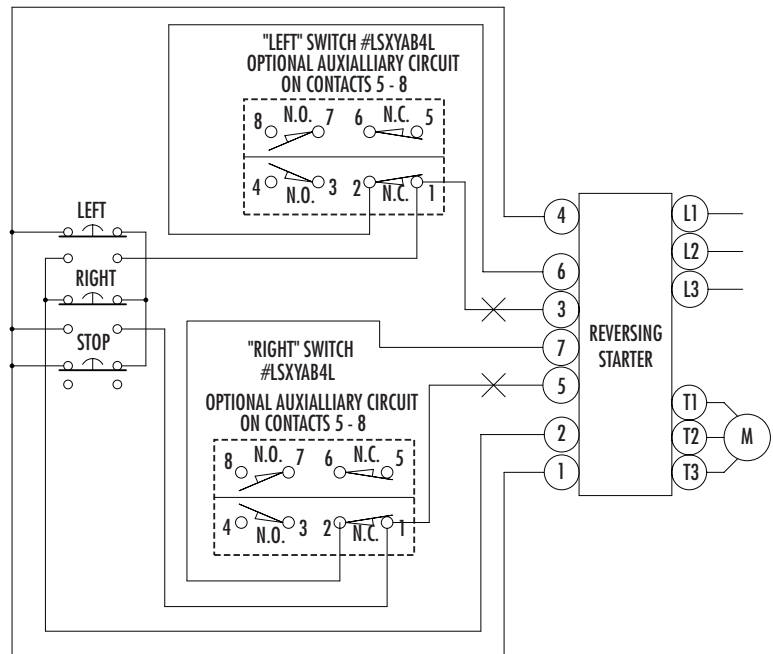 "LEFT" SWITCH #LSXYAB4L
OPTIONAL AUXIALLIARY CIRCUIT
ON CONTACTS 5 - 8
8 N.O. 7 6 N.C. 5
4 N.O. 3 2 N.C. 1
LEFT
RIGHT
STOP
"RIGHT" SWITCH
#LSXYAB4L
OPTIONAL AUXIALLIARY CIRCUIT
ON CONTACTS 5 - 8
8 N.O. 7 6 N.C. 5
4 N.O. 3 2 N.C. 1
4
6
3
7
5
2
1
REVERSING
STARTER
L1
L2
L3
T1
T2
T3
M